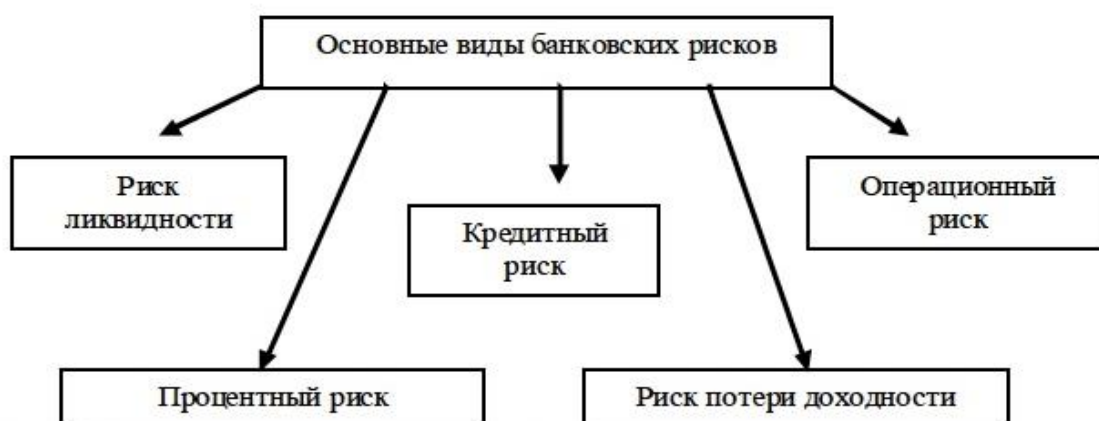 Основные виды банковских рисков
Риск
ликвидности
Операционный
риск
Кредитный
риск
Процентный риск
Риск потери доходности